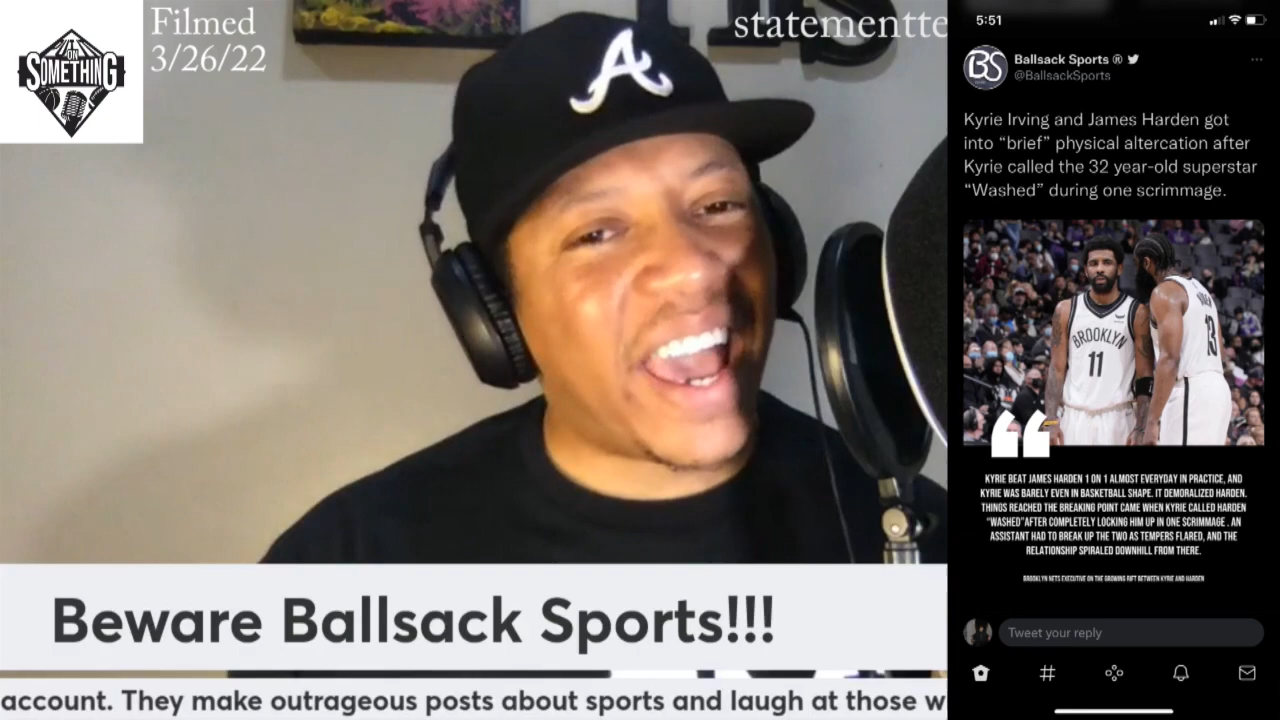 ON
SOMETHING
Filmed
3/26/22
statementte
Beware Ballsack Sports!!!
account. They make outrageous posts about sports and laugh at those w
5:51
BS
Ballsack Sports ®
@BallsackSports
Kyrie Irving and James Harden got
into “brief” physical altercation after
Kyrie called the 32 year-old superstar
“Washed” during one scrimmage.
BROOKLYN
11
13
KYRIE BEAT JAMES HARDEN 1 ON 1 ALMOST EVERYDAY IN PRACTICE, AND
KYRIE WAS BARELY EVEN IN BASKETBALL SHAPE. IT DEMORALIZED HARDEN.
THINGS REACHED THE BREAKING POINT CAME WHEN KYRIE CALLED HARDEN
“WASHED”AFTER COMPLETELY LOCKING HIM UP IN ONE SCRIMMAGE . AN
ASSISTANT HAD TO BREAK UP THE TWO AS TEMPERS FLARED, AND THE
RELATIONSHIP SPIRALED DOWNHILL FROM THERE.
BROOKLYN NETS EXECUTIVE ON THE GROWING RIFT BETWEEN KYRIE AND HARDEN
Tweet your reply